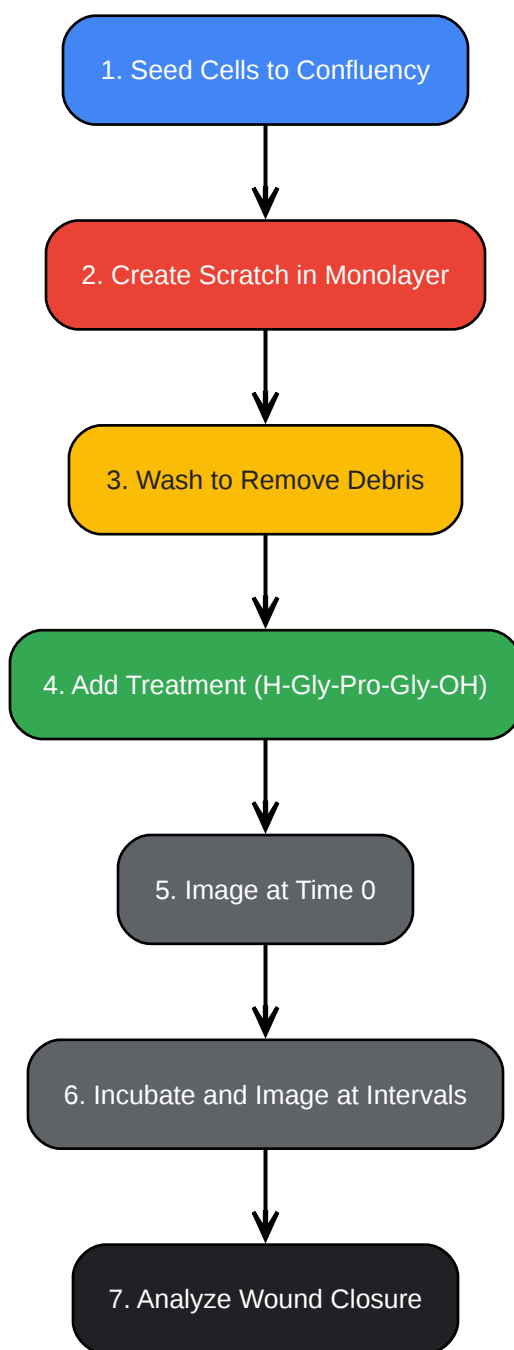 1. Seed Cells to Confluency
2. Create Scratch in Monolayer
3. Wash to Remove Debris
4. Add Treatment (H-Gly-Pro-Gly-OH)
5. Image at Time 0
6. Incubate and Image at Intervals
7. Analyze Wound Closure